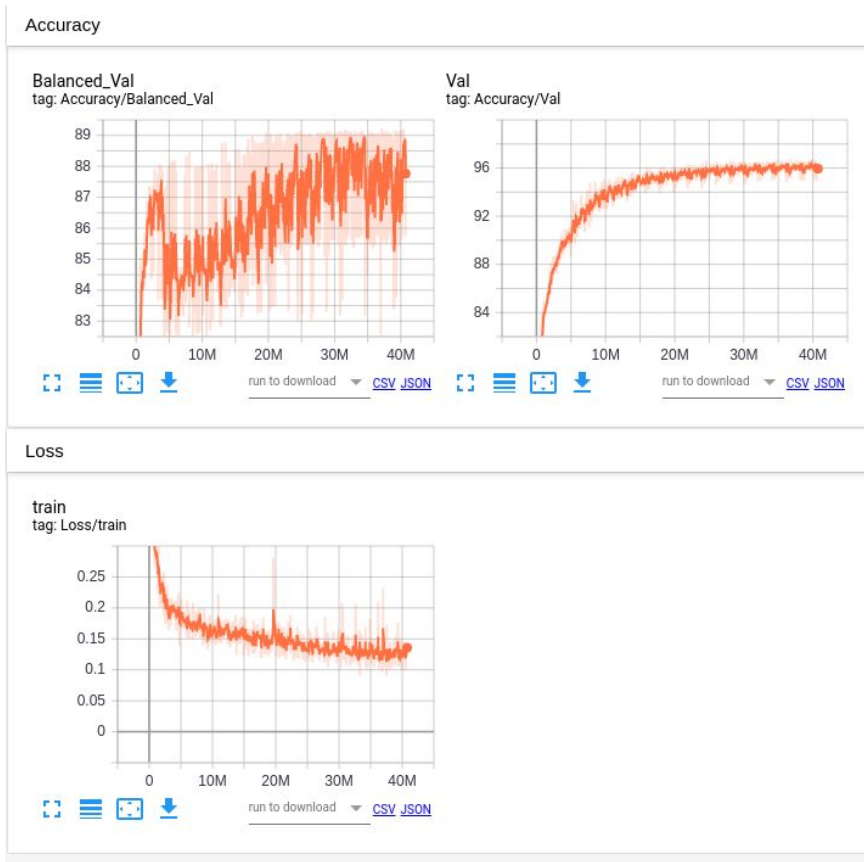 Accuracy
Balanced_Val
tag: Accuracy/Balanced_Val
89
88
87
86
85
84
83
0 10M 20M 30M 40M
run to download CSV JSON
Val
tag: Accuracy/Val
96
92
88
84
0 10M 20M 30M 40M
run to download CSV JSON
Loss
train
tag: Loss/train
0.25
0.2
0.15
0.1
0.05
0
0 10M 20M 30M 40M
run to download CSV JSON